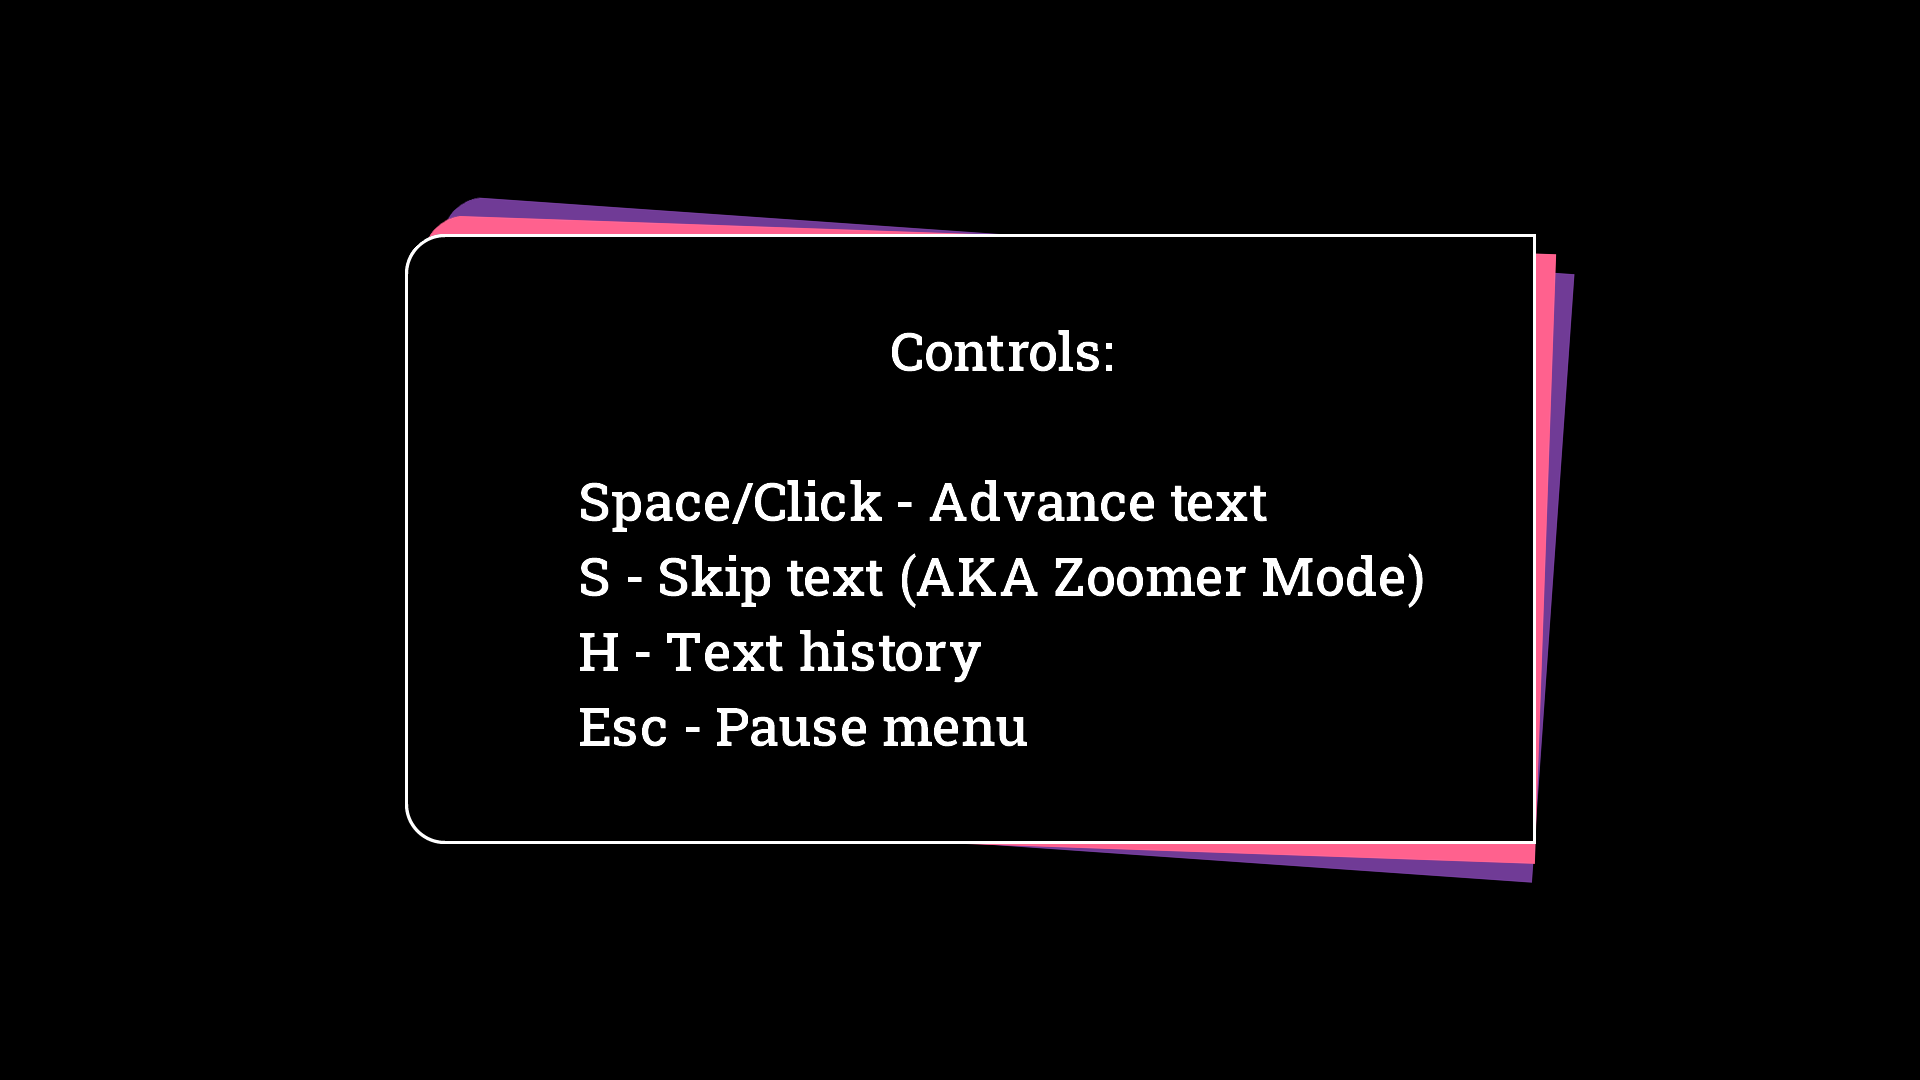 Controls:
Space/Click - Advance text
S - Skip text (AKA Zoomer Mode)
H - Text history
Esc - Pause menu